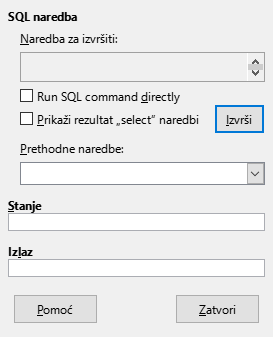 SQL naredba
Naredba za izvršiti:
Run SQL command directly
Prikaži rezultat „select” naredbi
Izvrši
Prethodne naredbe:
Stanje
Izlaz
Pomoć
Zatvori